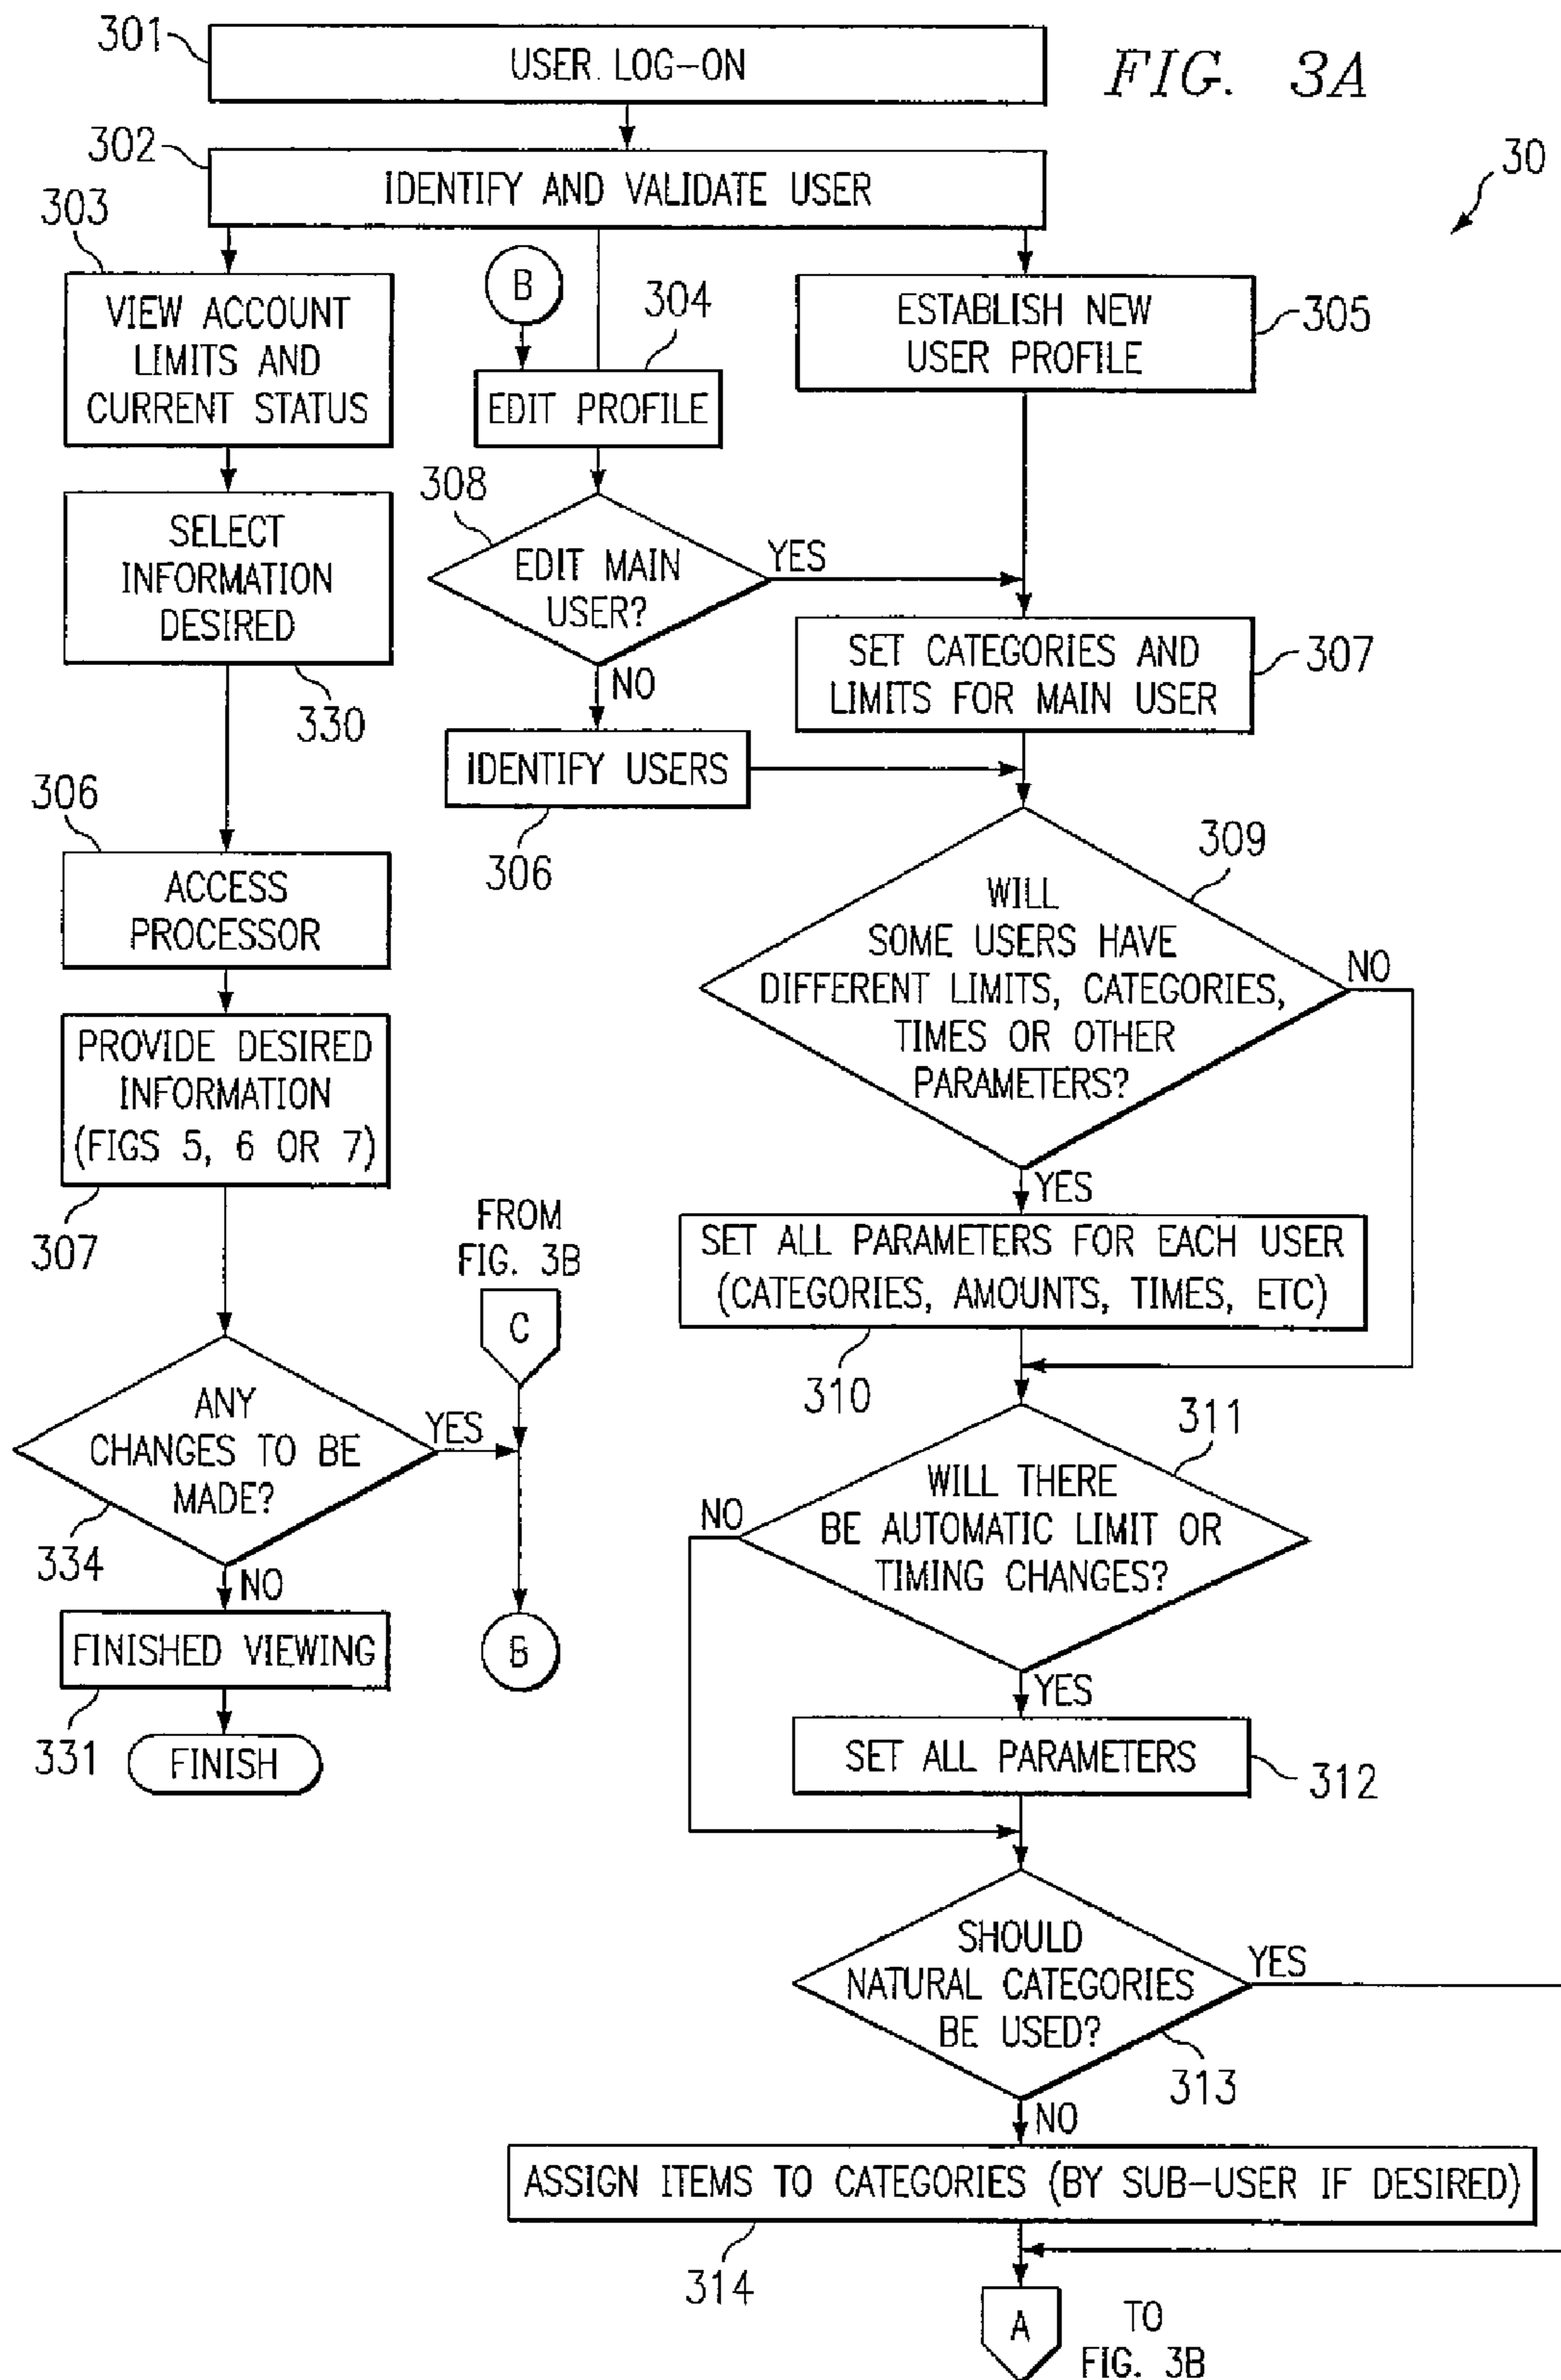 FIG. 3A
30
301
USER LOG-ON
302
IDENTIFY AND VALIDATE USER
303
VIEW ACCOUNT
LIMITS AND
CURRENT STATUS
B
304
EDIT PROFILE
ESTABLISH NEW
USER PROFILE
305
SELECT
INFORMATION
DESIRED
330
308
EDIT MAIN
USER?
YES
NO
SET CATEGORIES AND
LIMITS FOR MAIN USER
307
IDENTIFY USERS
306
306
ACCESS
PROCESSOR
309
WILL
SOME USERS HAVE
DIFFERENT LIMITS, CATEGORIES,
TIMES OR OTHER
PARAMETERS?
NO
YES
PROVIDE DESIRED
INFORMATION
(FIGS 5, 6 OR 7)
307
FROM
FIG. 3B
C
SET ALL PARAMETERS FOR EACH USER
(CATEGORIES, AMOUNTS, TIMES, ETC)
310
ANY
CHANGES TO BE
MADE?
YES
334
NO
B
FINISHED VIEWING
331
FINISH
311
WILL THERE
BE AUTOMATIC LIMIT OR
TIMING CHANGES?
NO
YES
SET ALL PARAMETERS
312
SHOULD
NATURAL CATEGORIES
BE USED?
YES
313
NO
ASSIGN ITEMS TO CATEGORIES (BY SUB-USER IF DESIRED)
314
A
TO
FIG. 3B